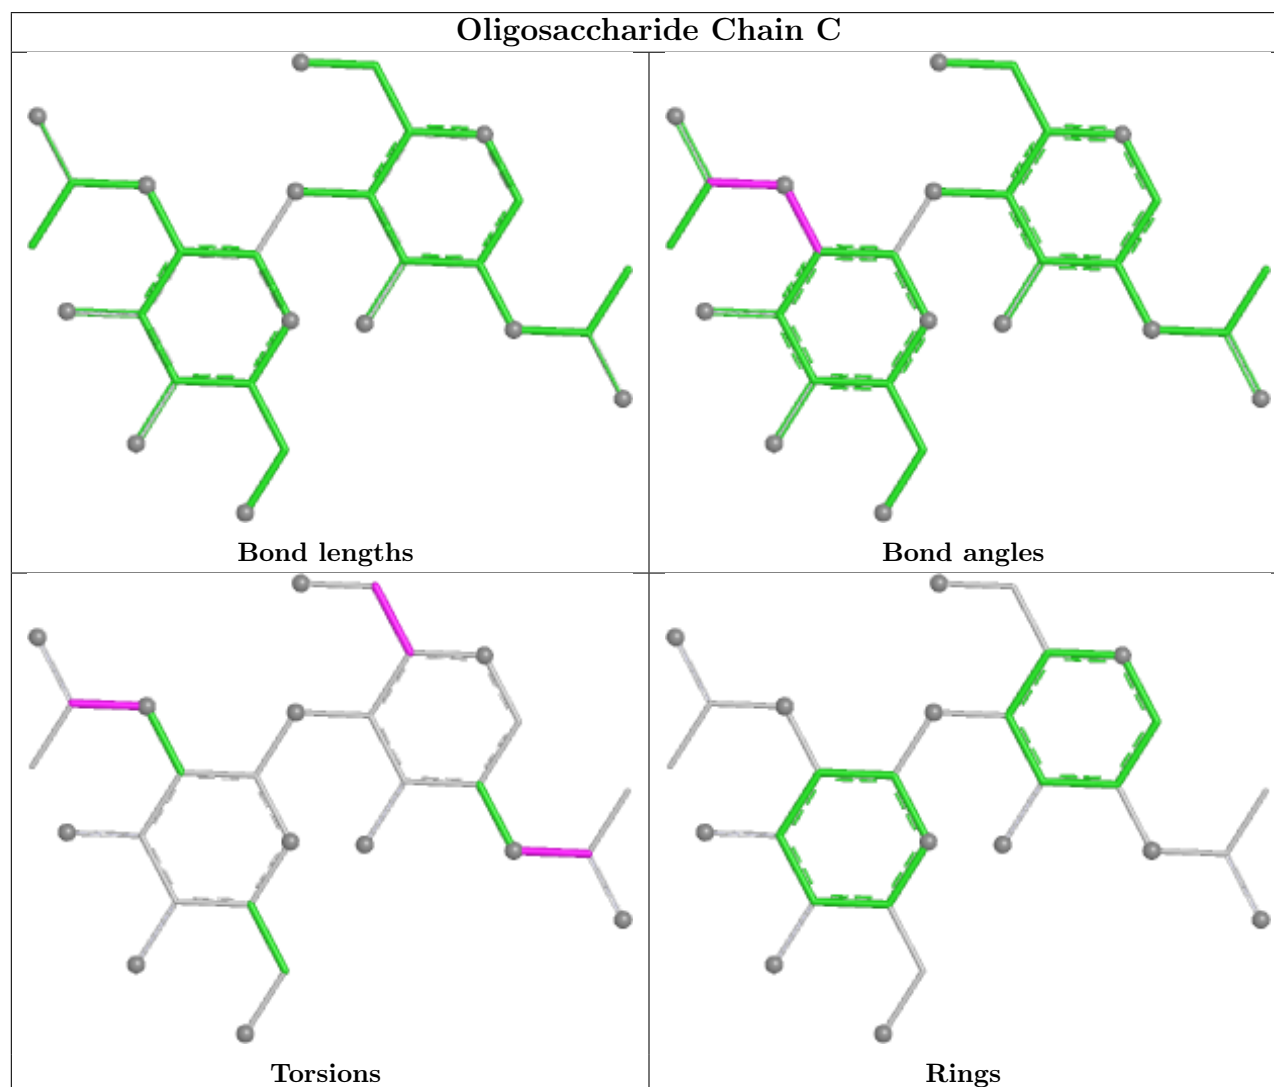 Oligosaccharide Chain C
Bond lengths
Bond angles
Torsions
Rings